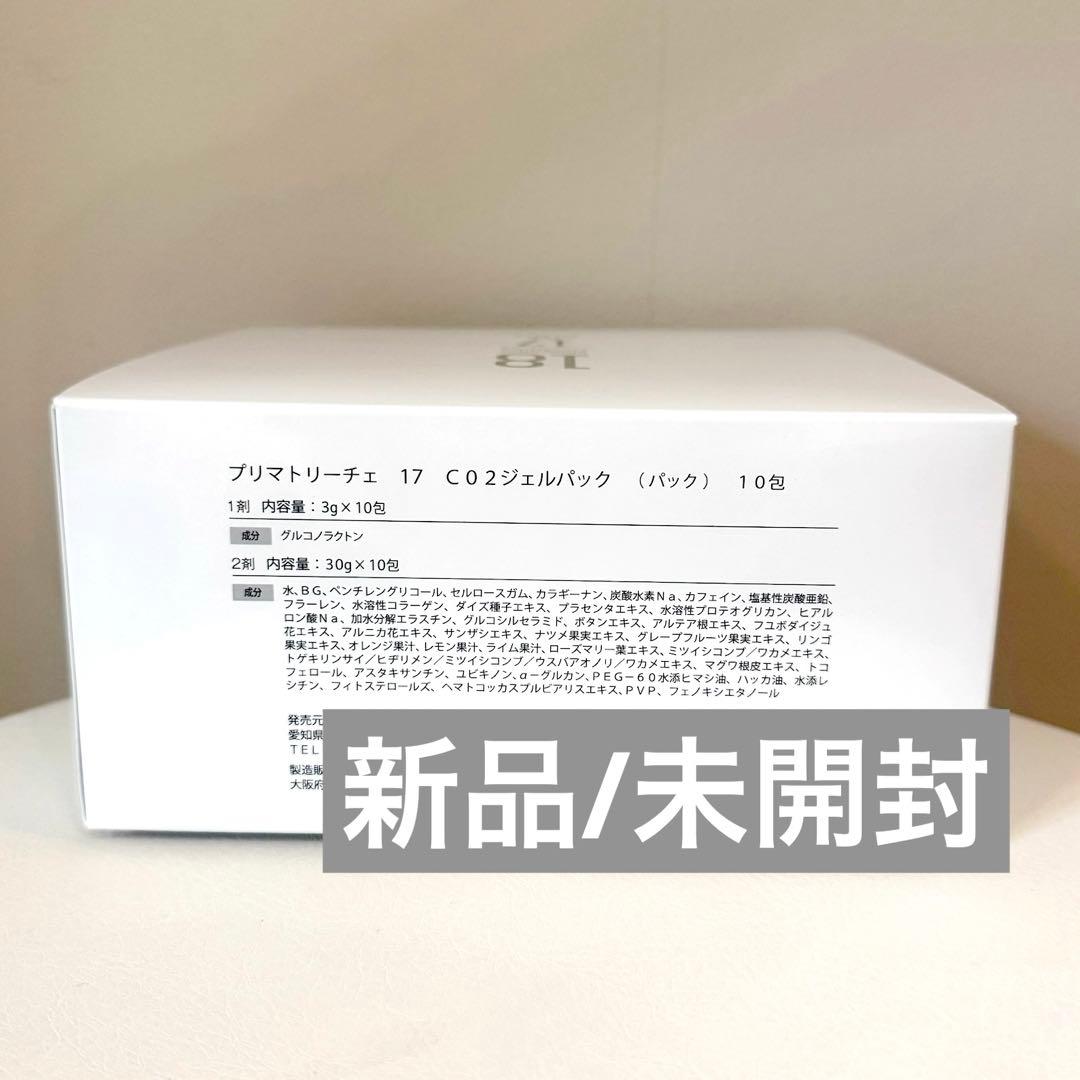 プリマトリーチェ 17 CO2ジェルパック (パック) 10包
1剤 内容量:3g×10包
成分 グルコノラクトン
2剤 内容量:30g×10包
成分 水、BG、ペンチレングリコール、セルロースガム、カラギーナン、炭酸水素Na、カフェイン、塩基性炭酸亜鉛、
フラーレン、水溶性コラーゲン、ダイズ種子エキス、プラセンタエキス、水溶性プロテオグリカン、ヒアル
ロン酸Na、加水分解エラスチン、グルコシルセラミド、ボタンエキス、アルテア根エキス、フユボダイジュ
花エキス、アルニカ花エキス、サンザシエキス、ナツメ果実エキス、グレープフルーツ果実エキス、リンゴ
果実エキス、オレンジ果汁、レモン果汁、ライム果汁、ローズマリー葉エキス、ミツイシコンブ/ワカメエキス、
トゲキリンサイ/ヒヂリメン/ミツイシコンブ/ウスバアオノリ/ワカメエキス、マグワ根皮エキス、トコ
フェロール、アスタキサンチン、ユビキノン、α-グルカン、PEG-60水添ヒマシ油、ハッカ油、水添レ
シチン、フィトステロールズ、ヘマトコッカスプルビアリスエキス、PVP、フェノキシエタノール
発売元
愛知県
TEL
製造販
大阪府
新品/未開封